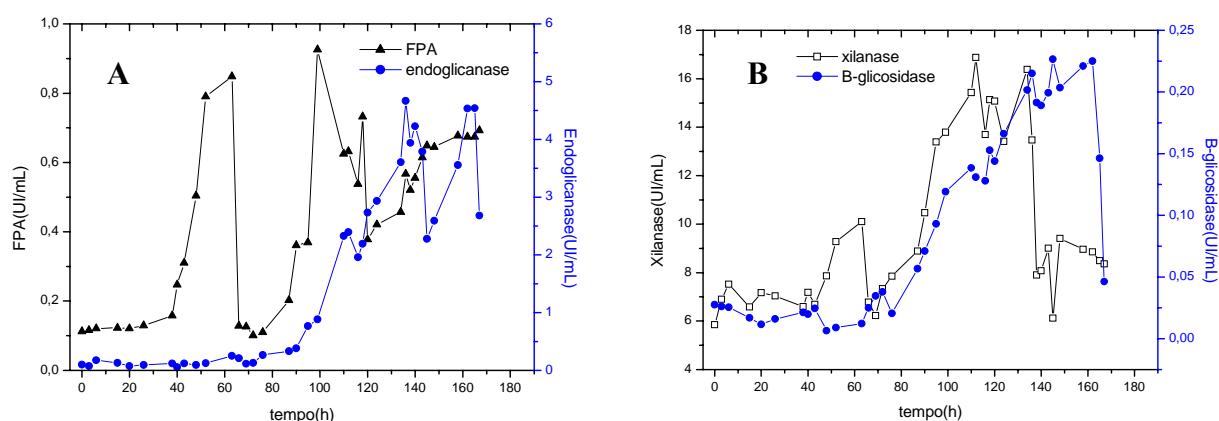 A
FPA
endoglicanase
FPA(UI/mL)
1,0
0,8
0,6
0,4
0,2
0,0
Endoglicanase(UI/mL)
6
5
4
3
2
1
0
0 20 40 60 80 100 120 140 160 180
tempo(h)
B
xilanase
B-glicosidase
Xilanase(UI/mL)
18
16
14
12
10
8
6
4
B-glicosidase(UI/mL)
0,25
0,20
0,15
0,10
0,05
0,00
0 20 40 60 80 100 120 140 160 180
tempo(h)